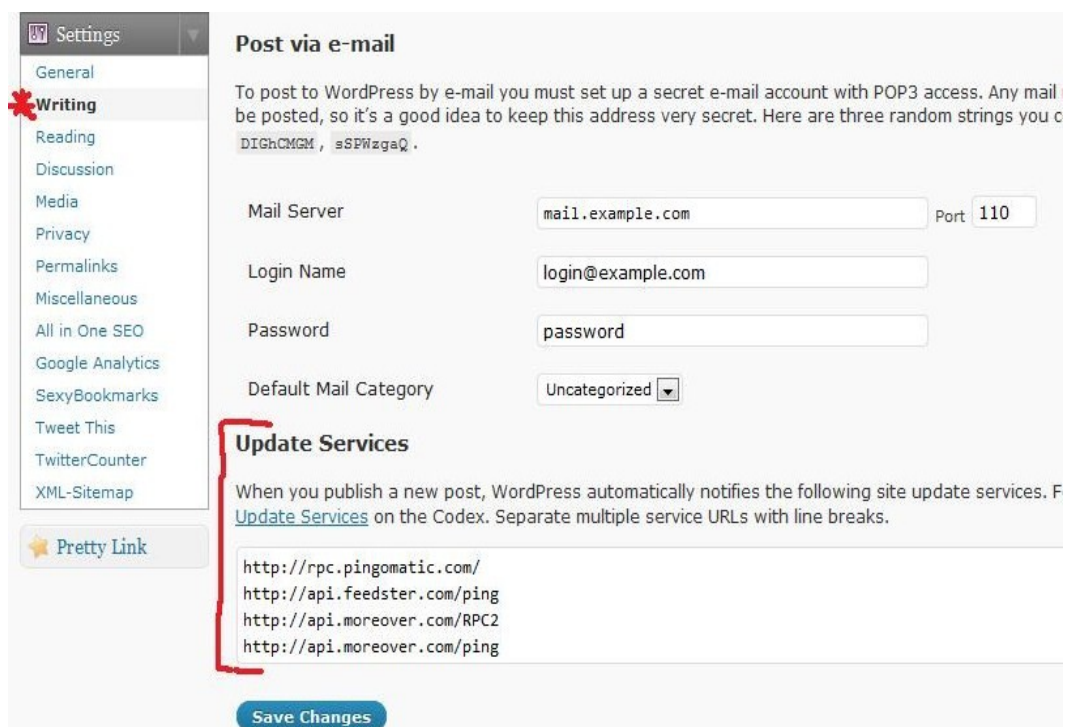 Settings
General
Writing
Reading
Discussion
Media
Privacy
Permalinks
Miscellaneous
All in One SEO
Google Analytics
SexyBookmarks
Tweet This
TwitterCounter
XML-Sitemap
Pretty Link
Post via e-mail
To post to WordPress by e-mail you must set up a secret e-mail account with POP3 access. Any mail
be posted, so it's a good idea to keep this address very secret. Here are three random strings you
DIGhCMGM , sSPWzgaQ .
Mail Server
mail.example.com
Port 110
Login Name
login@example.com
Password
password
Default Mail Category
Uncategorized
Update Services
When you publish a new post, WordPress automatically notifies the following site update services.
Update Services on the Codex. Separate multiple service URLs with line breaks.
http://rpc.pingomatic.com/
http://api.feedster.com/ping
http://api.moreover.com/RPC2
http://api.moreover.com/ping
Save Changes